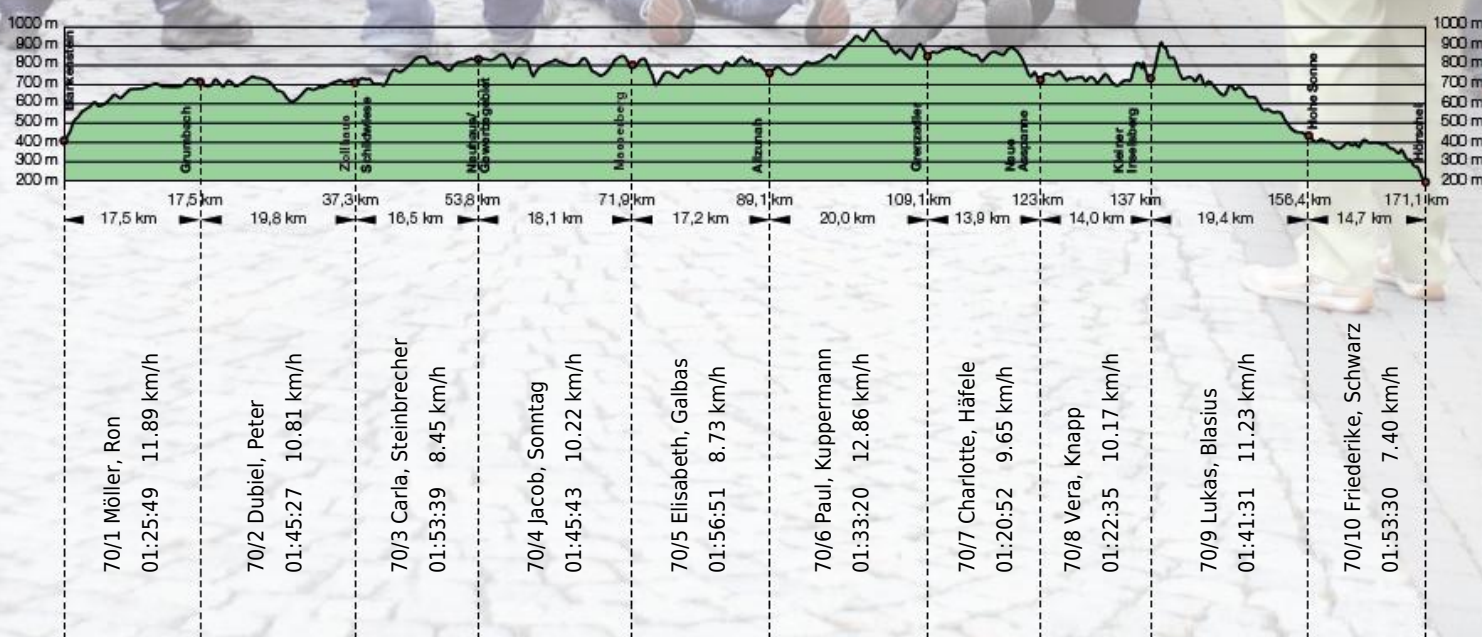 1000 m 1000 m
900 m 900 m
800 m 800 m
700 m 700 m
600 m 600 m
500 m 500 m
400 m 400 m
300 m 300 m
200 m 200 m
Blankenstein
Grumbach
Zollhaus
Schildwiese
Neuhaus/
Masserberg
Allzunah
Grenzadler
Neue
Ausspanne
Kleiner
Inselsberg
Hohe Sonne
Hörschel
17,5 km 37,3 km 53,8 km 71,9 km 89,1 km 109,1 km 123 km 137 km 156,4 km 171,1 km
17,5 km 19,8 km 16,5 km 18,1 km 17,2 km 20,0 km 13,9 km 14,0 km 19,4 km 14,7 km
70/1 Möller, Ron
01:25:49 11.89 km/h
70/2 Dubiel, Peter
01:45:27 10.81 km/h
70/3 Carla, Steinbrecher
01:53:39 8.45 km/h
70/4 Jacob, Sonntag
01:45:43 10.22 km/h
70/5 Elisabeth, Galbas
01:56:51 8.73 km/h
70/6 Paul, Kuppermann
01:33:20 12.86 km/h
70/7 Charlotte, Häfele
01:20:52 9.65 km/h
70/8 Vera, Knapp
01:22:35 10.17 km/h
70/9 Lukas, Blasius
01:41:31 11.23 km/h
70/10 Friederike, Schwarz
01:53:30 7.40 km/h